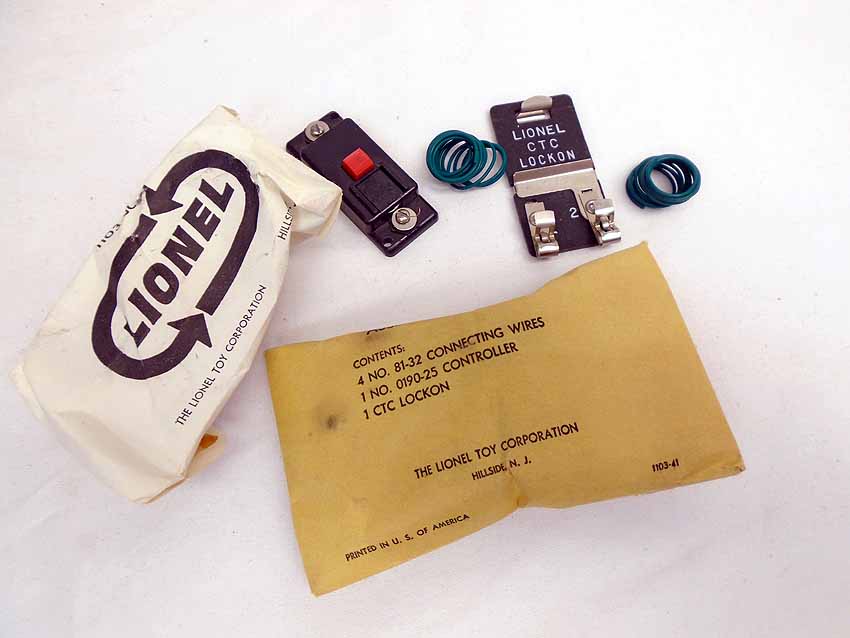 LIONEL
THE LIONEL TOY CORPORATION
LIONEL
CTC
LOCKON
2
CONTENTS:
4 NO. 81-32 CONNECTING WIRES
1 NO. 0190-25 CONTROLLER
1 CTC LOCKON
THE LIONEL TOY CORPORATION
HILLSIDE, N. J.
1103-41
PRINTED IN U. S. OF AMERICA